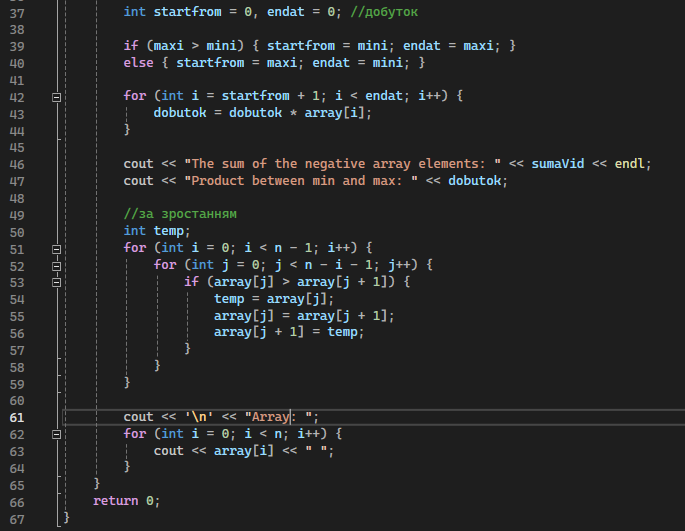 37 int startfrom = 0, endat = 0; //добуток
38
39 if (maxi > mini) { startfrom = mini; endat = maxi; }
40 else { startfrom = maxi; endat = mini; }
41
42 for (int i = startfrom + 1; i < endat; i++) {
43 dobutok = dobutok * array[i];
44 }
45
46 cout << "The sum of the negative array elements: " << sumaVid << endl;
47 cout << "Product between min and max: " << dobutok;
48
49 //за зростанням
50 int temp;
51 for (int i = 0; i < n - 1; i++) {
52 for (int j = 0; j < n - i - 1; j++) {
53 if (array[j] > array[j + 1]) {
54 temp = array[j];
55 array[j] = array[j + 1];
56 array[j + 1] = temp;
57 }
58 }
59 }
60
61 cout << '\n' << "Array: ";
62 for (int i = 0; i < n; i++) {
63 cout << array[i] << " ";
64 }
65 }
66 return 0;
67 }